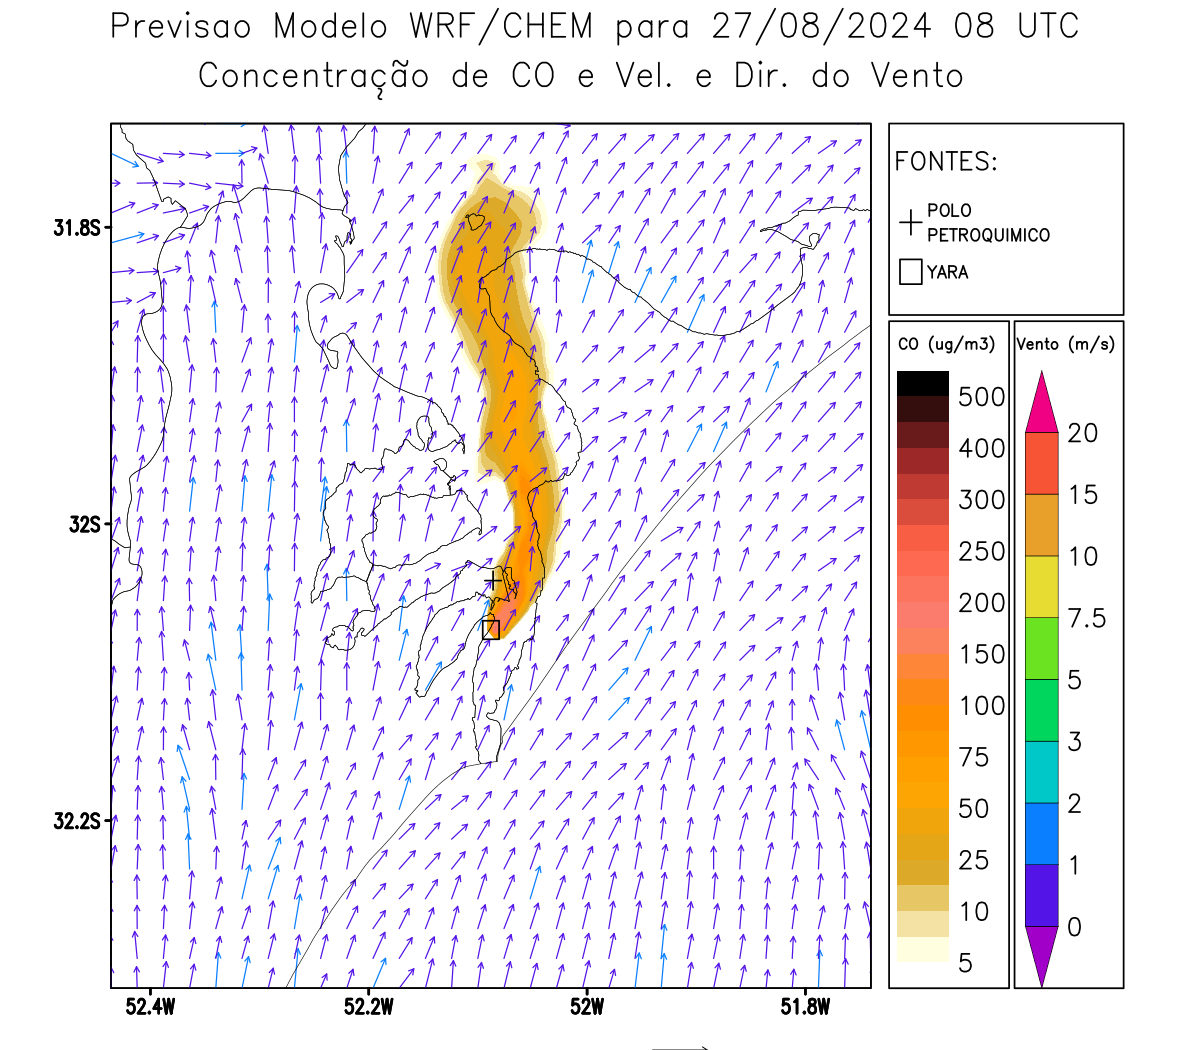 Previsao Modelo WRF/CHEM para 27/08/2024 08 UTC
Concentração de CO e Vel. e Dir. do Vento
FONTES:
POLO
PETROQUIMICO
YARA
CO (ug/m3)
500
400
300
250
200
150
100
75
50
25
10
5
Vento (m/s)
20
15
10
7.5
5
3
2
1
0
31.8S
32S
32.2S
52.4W
52.2W
52W
51.8W